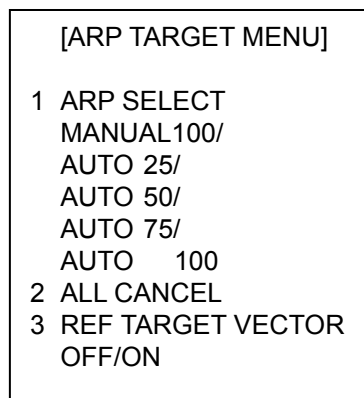 [ARP TARGET MENU]
1 ARP SELECT
MANUAL100/
AUTO 25/
AUTO 50/
AUTO 75/
AUTO 100
2 ALL CANCEL
3 REF TARGET VECTOR
OFF/ON